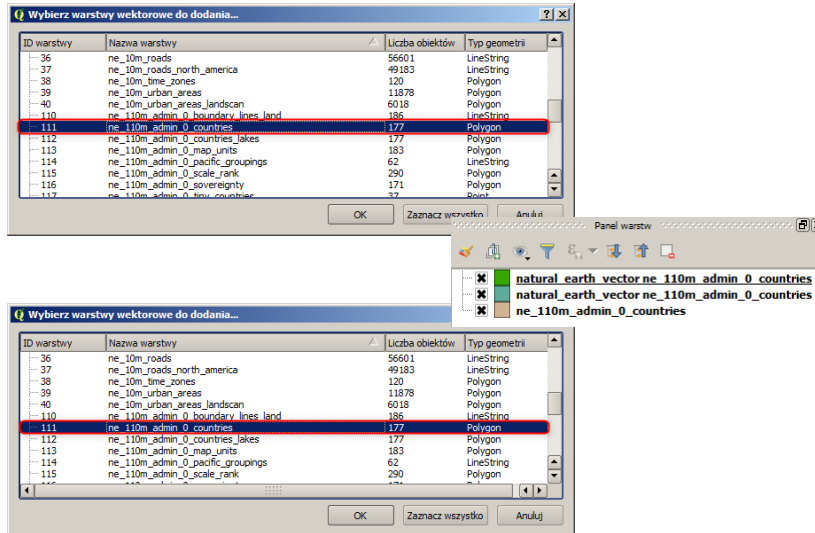 Wybierz warstwy wektorowe do dodania...
ID warstwy Nazwa warstwy Liczba obiektów Typ geometrii
36 ne_10m_roads 56601 LineString
37 ne_10m_roads_north_america 49183 LineString
38 ne_10m_time_zones 120 Polygon
39 ne_10m_urban_areas 11878 Polygon
40 ne_10m_urban_areas_landscan 6018 Polygon
110 ne_110m_admin_0_boundary_lines_land 186 LineString
111 ne_110m_admin_0_countries 177 Polygon
112 ne_110m_admin_0_countries_lakes 177 Polygon
113 ne_110m_admin_0_map_units 183 Polygon
114 ne_110m_admin_0_pacific_groupings 62 LineString
115 ne_110m_admin_0_scale_rank 290 Polygon
116 ne_110m_admin_0_sovereignty 171 Polygon
117 ne_110m_admin_0_tiny_countries 37 Point
OK Zaznacz wszystko Anuluj
Panel warstw
natural_earth_vector ne_110m_admin_0_countries
natural_earth_vector ne_110m_admin_0_countries
ne_110m_admin_0_countries
Wybierz warstwy wektorowe do dodania...
ID warstwy Nazwa warstwy Liczba obiektów Typ geometrii
36 ne_10m_roads 56601 LineString
37 ne_10m_roads_north_america 49183 LineString
38 ne_10m_time_zones 120 Polygon
39 ne_10m_urban_areas 11878 Polygon
40 ne_10m_urban_areas_landscan 6018 Polygon
110 ne_110m_admin_0_boundary_lines_land 186 LineString
111 ne_110m_admin_0_countries 177 Polygon
112 ne_110m_admin_0_countries_lakes 177 Polygon
113 ne_110m_admin_0_map_units 183 Polygon
114 ne_110m_admin_0_pacific_groupings 62 LineString
115 ne_110m_admin_0_scale_rank 290 Polygon
OK Zaznacz wszystko Anuluj